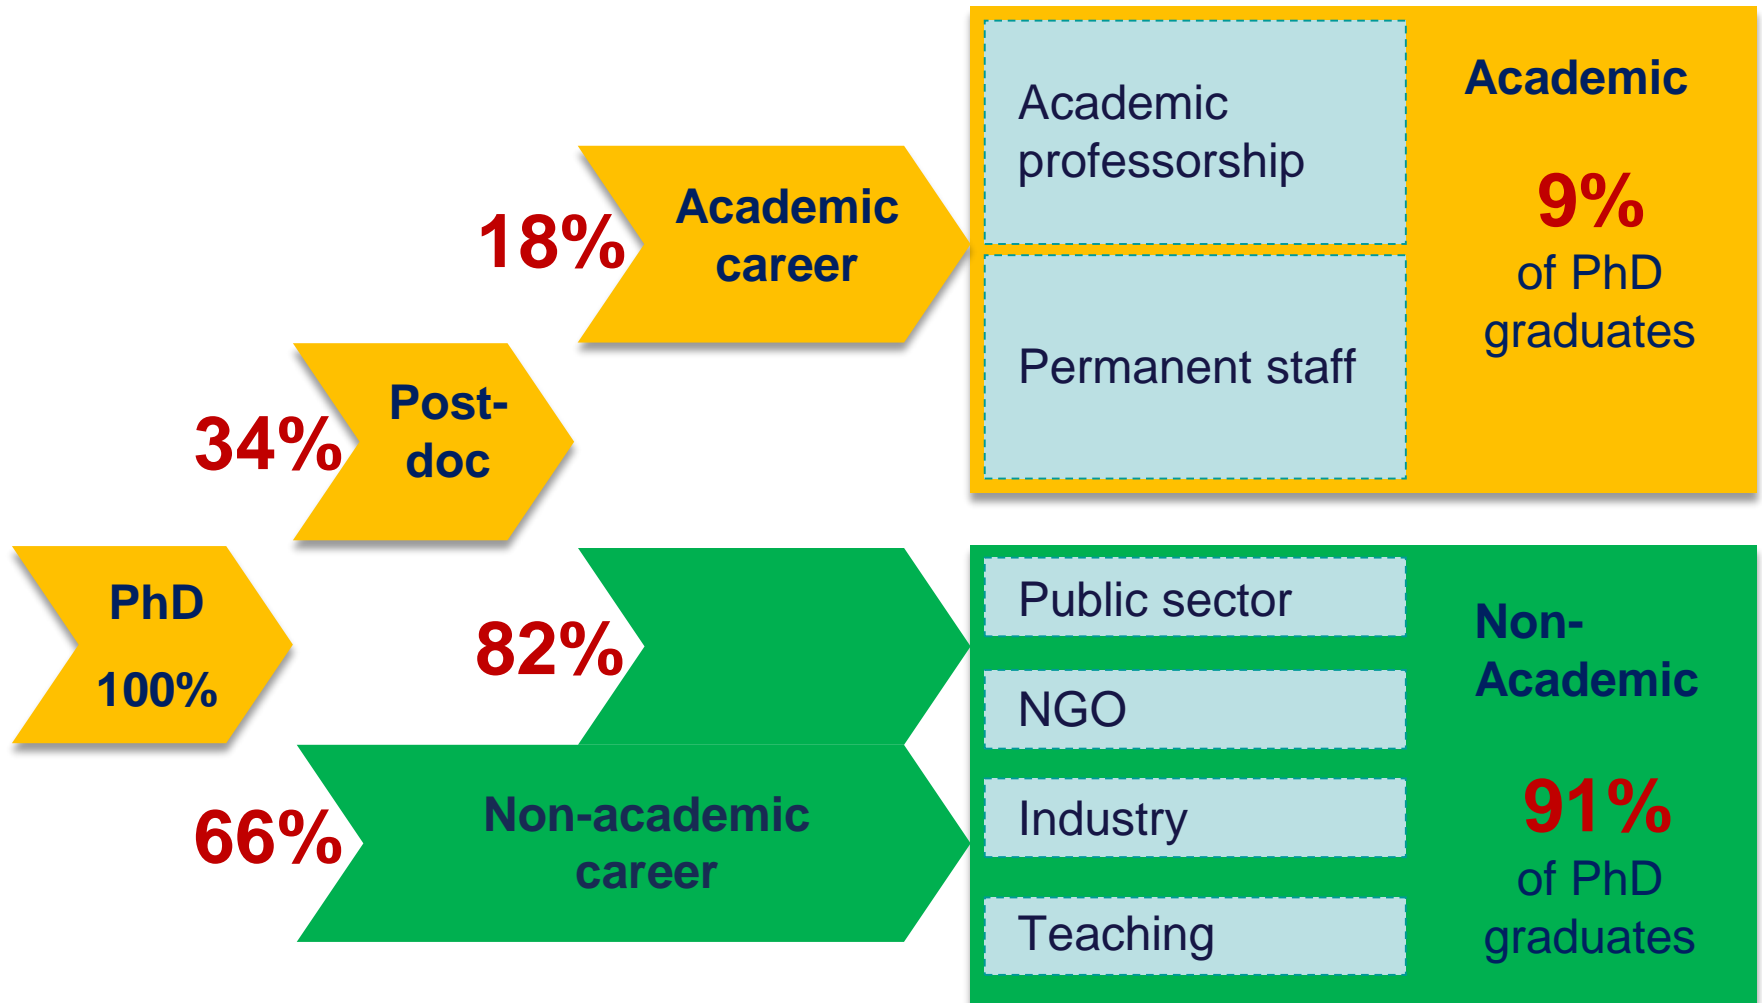 PhD
100%
34%
Post-
doc
66%
Non-academic
career
18%
Academic
career
82%
Academic
professorship
Permanent staff
Academic
9%
of PhD
graduates
Public sector
NGO
Industry
Teaching
Non-
Academic
91%
of PhD
graduates